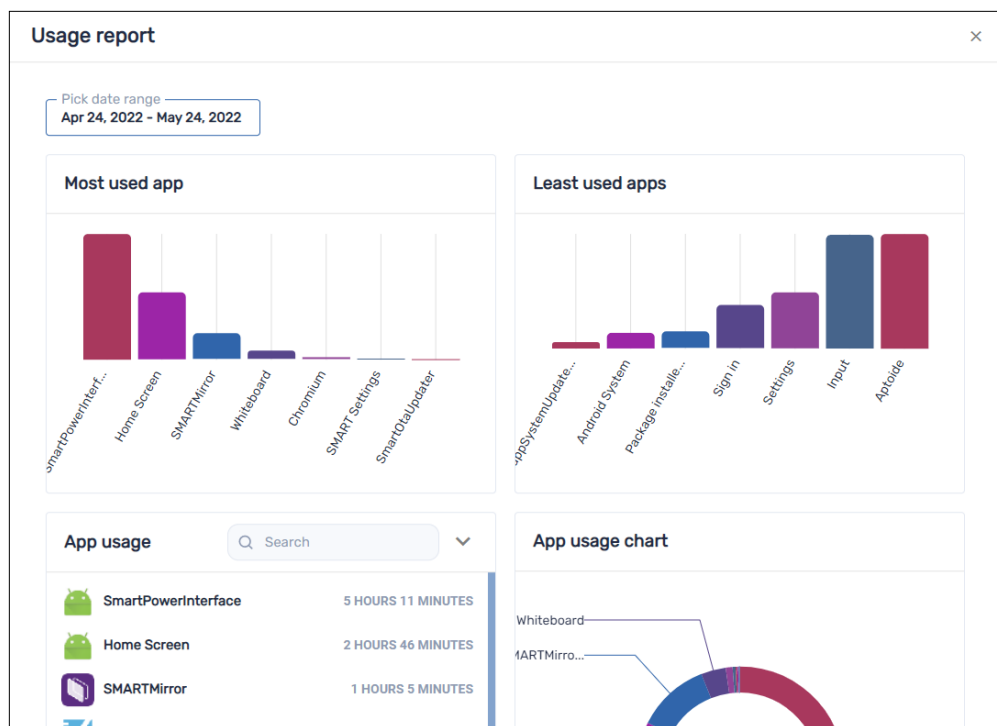 Usage report
Pick date range
Apr 24, 2022 - May 24, 2022
Most used app
SmartPowerInterf...
Home Screen
SMARTMirror
Whiteboard
Chromium
SMART Settings
SmartOtaUpdater
Least used apps
ppSystemUpdate...
Android System
Package installe...
Sign in
Settings
Input
Aptoide
App usage
Search
SmartPowerInterface
5 HOURS 11 MINUTES
Home Screen
2 HOURS 46 MINUTES
SMARTMirror
1 HOURS 5 MINUTES
App usage chart
Whiteboard
MARTMirro...